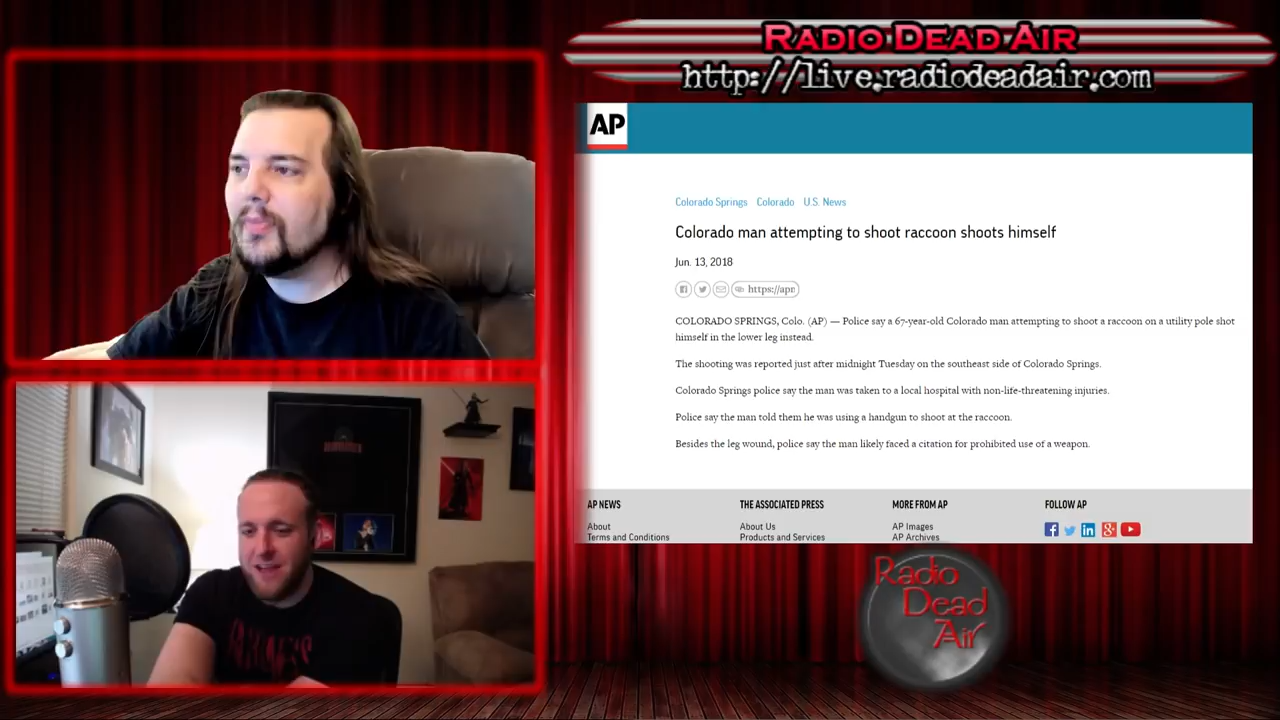 Radio Dead Air
http://live.radiodeadair.com
AP
Colorado Springs Colorado U.S. News
Colorado man attempting to shoot raccoon shoots himself
Jun. 13, 2018
https://apn
COLORADO SPRINGS, Colo. (AP) — Police say a 67-year-old Colorado man attempting to shoot a raccoon on a utility pole shot
himself in the lower leg instead.
The shooting was reported just after midnight Tuesday on the southeast side of Colorado Springs.
Colorado Springs police say the man was taken to a local hospital with non-life-threatening injuries.
Police say the man told them he was using a handgun to shoot at the raccoon.
Besides the leg wound, police say the man likely faced a citation for prohibited use of a weapon.
AP NEWS THE ASSOCIATED PRESS MORE FROM AP FOLLOW AP
About About Us AP Images
Terms and Conditions Products and Services AP Archives
Radio
Dead
Air